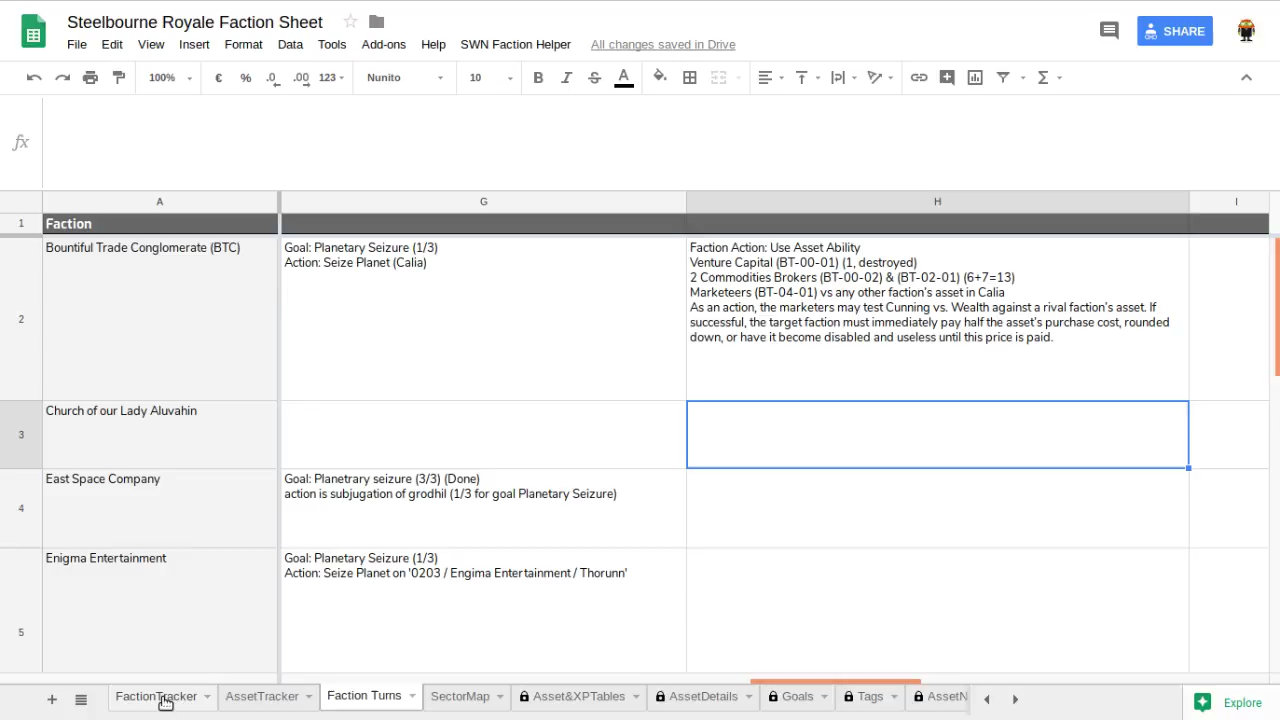 Steelbourne Royale Faction Sheet
File Edit View Insert Format Data Tools Add-ons Help SWN Faction Helper All changes saved in Drive
SHARE
100% € % .0 .00 123 Nunito 10 B I S A
fx
A G H I
1 Faction
2
Bountiful Trade Conglomerate (BTC)
Goal: Planetary Seizure (1/3)
Action: Seize Planet (Calia)
Faction Action: Use Asset Ability
Venture Capital (BT-00-01) (1, destroyed)
2 Commodities Brokers (BT-00-02) & (BT-02-01) (6+7=13)
Marketeers (BT-04-01) vs any other faction's asset in Calia
As an action, the marketers may test Cunning vs. Wealth against a rival faction's asset. If
successful, the target faction must immediately pay half the asset's purchase cost, rounded
down, or have it become disabled and useless until this price is paid.
3
Church of our Lady Aluvahin
4
East Space Company
Goal: Planetrary seizure (3/3) (Done)
action is subjugation of grodhil (1/3 for goal Planetary Seizure)
5
Enigma Entertainment
Goal: Planetary Seizure (1/3)
Action: Seize Planet on '0203 / Engima Entertainment / Thorunn'
FactionTracker AssetTracker Faction Turns SectorMap Asset&XPTables AssetDetails Goals Tags AssetN
Explore